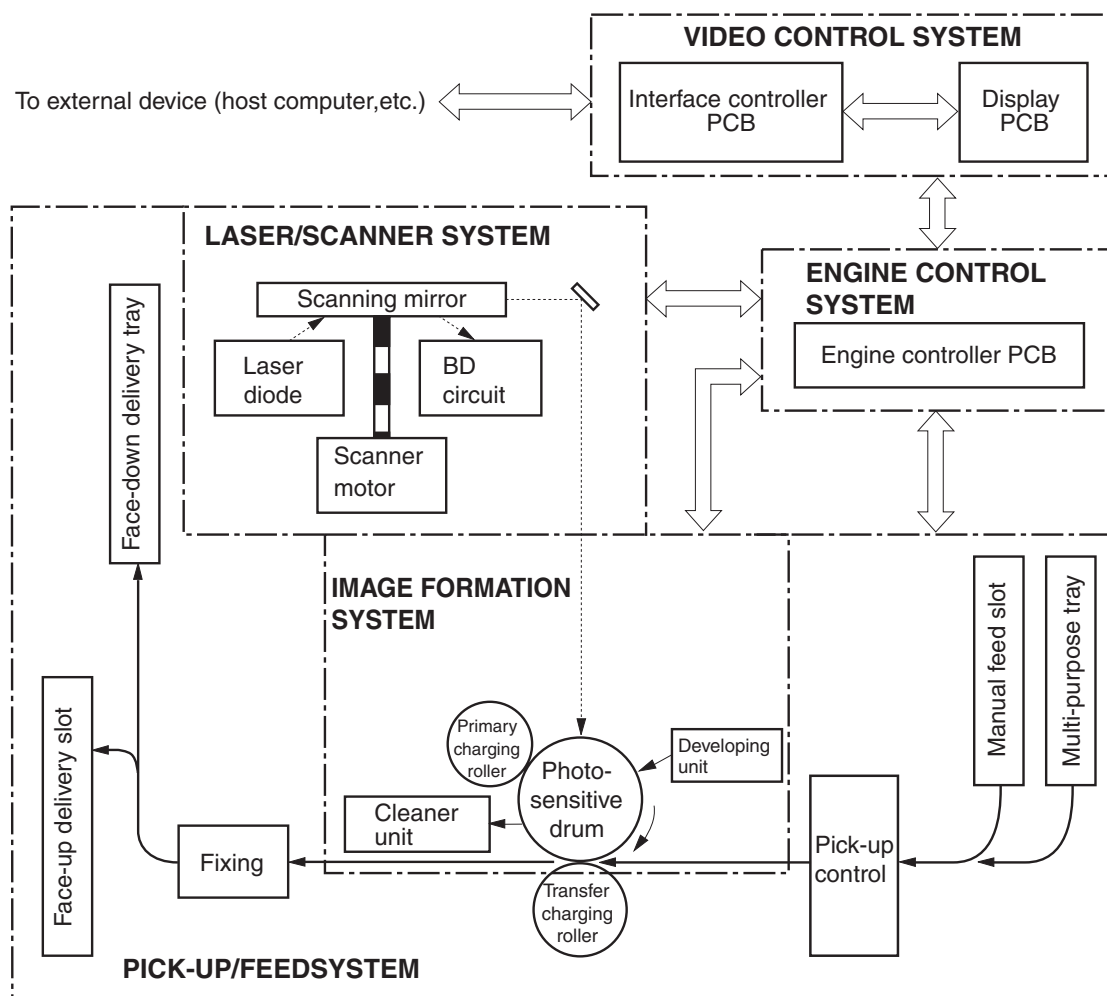 VIDEO CONTROL SYSTEM
To external device (host computer,etc.)
Interface controller
PCB
Display
PCB
LASER/SCANNER SYSTEM
ENGINE CONTROL
SYSTEM
Scanning mirror
Engine controller PCB
Laser
diode
BD
circuit
Scanner
motor
Face-down delivery tray
IMAGE FORMATION
SYSTEM
Manual feed slot
Multi-purpose tray
Primary
charging
roller
Developing
unit
Photo-
sensitive
drum
Cleaner
unit
Face-up delivery slot
Fixing
Pick-up
control
Transfer
charging
roller
PICK-UP/FEEDSYSTEM